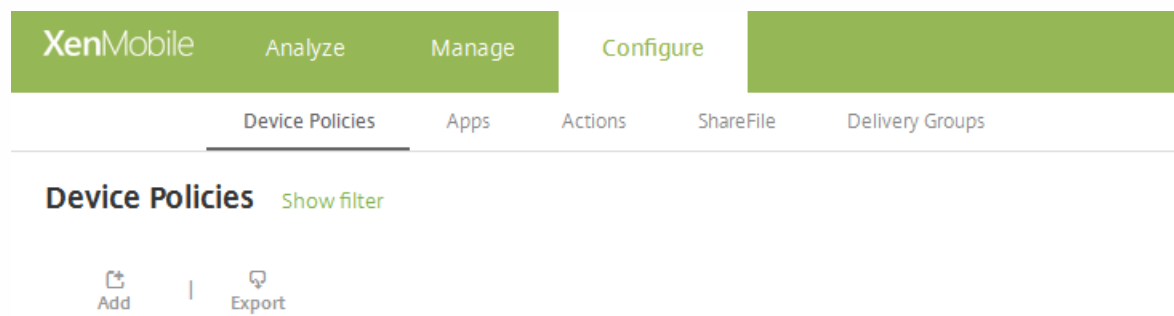 XenMobile Analyze Manage Configure
Device Policies Apps Actions ShareFile Delivery Groups
Device Policies Show filter
Add | Export